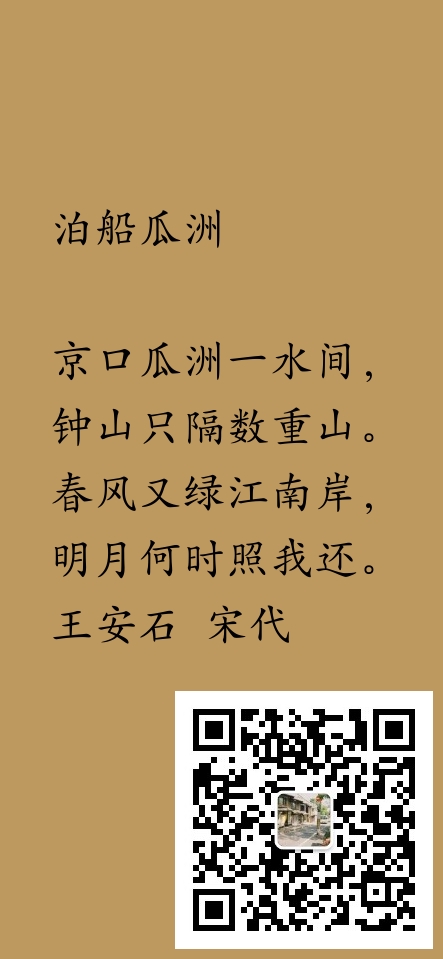 泊船瓜洲
京口瓜洲一水间，
钟山只隔数重山。
春风又绿江南岸，
明月何时照我还。
王安石 宋代